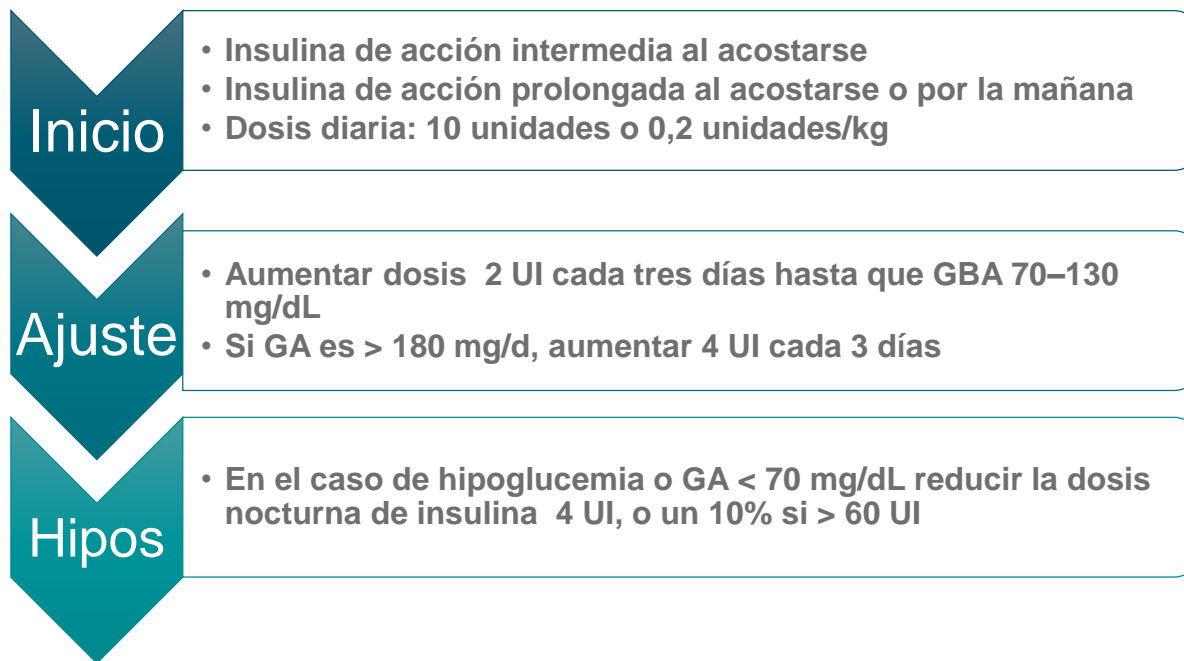 Inicio
• Insulina de acción intermedia al acostarse
• Insulina de acción prolongada al acostarse o por la mañana
• Dosis diaria: 10 unidades o 0,2 unidades/kg
Ajuste
• Aumentar dosis  2 UI cada tres días hasta que GBA 70–130
mg/dL
• Si GA es > 180 mg/d, aumentar 4 UI cada 3 días
Hipos
• En el caso de hipoglucemia o GA < 70 mg/dL reducir la dosis
nocturna de insulina  4 UI, o un 10% si > 60 UI